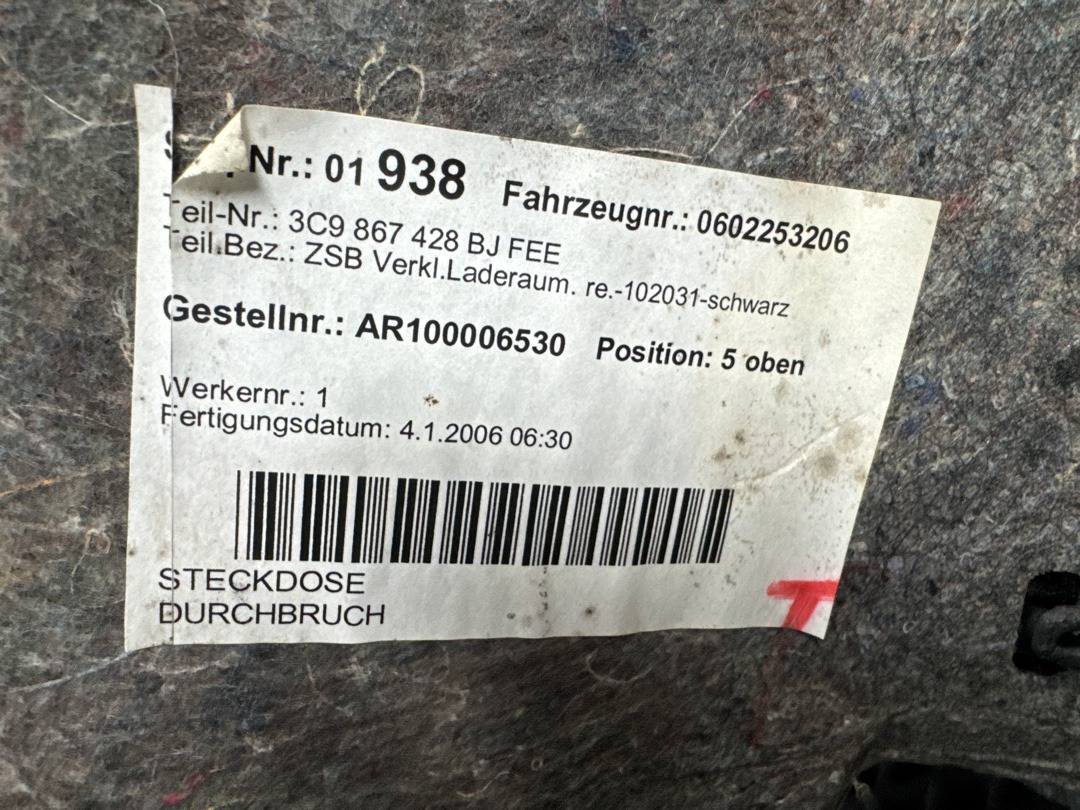 Nr.: 01 938 Fahrzeugnr.: 0602253206
Teil-Nr.: 3C9 867 428 BJ FEE
Teil.Bez.: ZSB Verkl.Laderaum. re.-102031-schwarz
Gestellnr.: AR100006530 Position: 5 oben
Werkernr.: 1
Fertigungsdatum: 4.1.2006 06:30
STECKDOSE
DURCHBRUCH